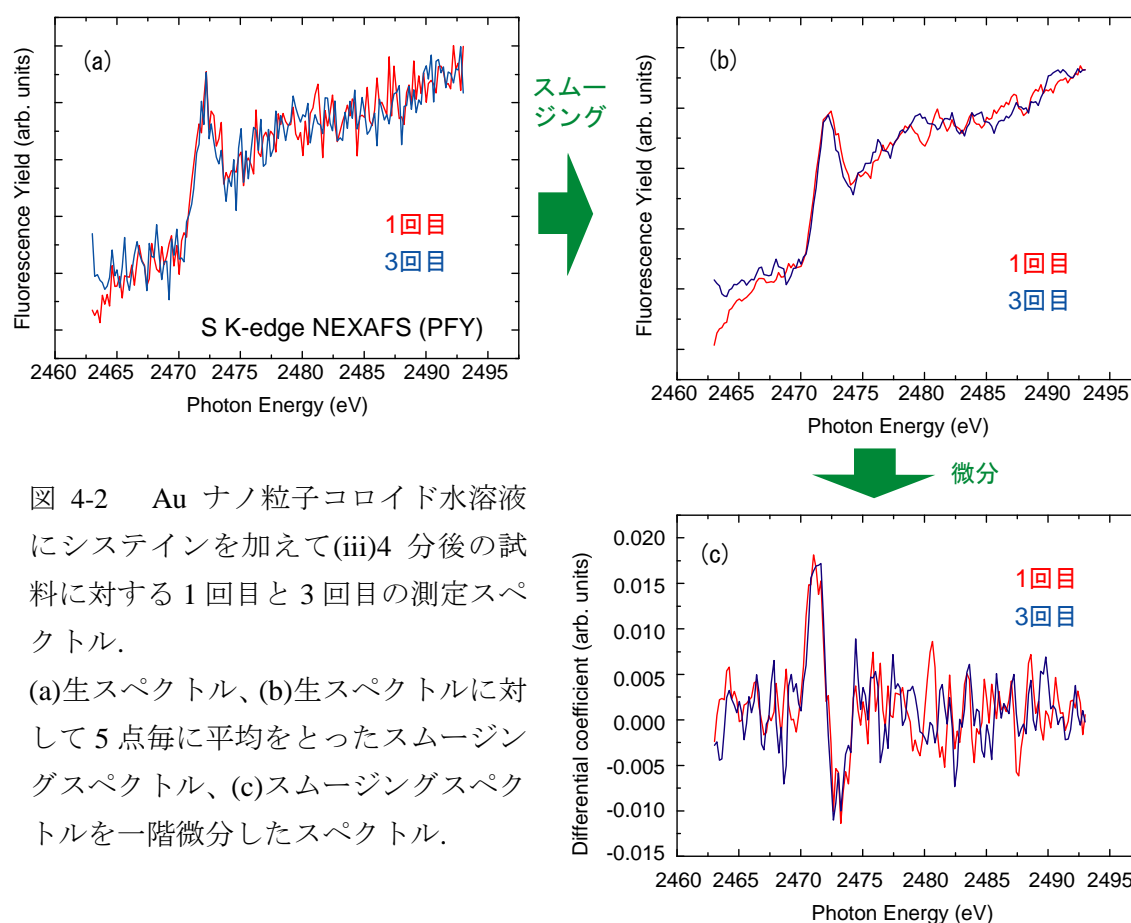 (a)
Fluorescence Yield (arb. units)
1回目
3回目
S K-edge NEXAFS (PFY)
2460 2465 2470 2475 2480 2485 2490 2495
Photon Energy (eV)
スムー
ジング
(b)
Fluorescence Yield (arb. units)
1回目
3回目
2460 2465 2470 2475 2480 2485 2490 2495
Photon Energy (eV)
微分
図 4-2 Au ナノ粒子コロイド水溶液
にシステインを加えて(iii)4 分後の試
料に対する 1 回目と 3 回目の測定スペ
クトル.
(a)生スペクトル、(b)生スペクトルに対
して 5 点毎に平均をとったスムージン
グスペクトル、(c)スムージングスペク
トルを一階微分したスペクトル.
(c)
Differential coefficient (arb. units)
1回目
3回目
0.020
0.015
0.010
0.005
0.000
-0.005
-0.010
-0.015
2460 2465 2470 2475 2480 2485 2490 2495
Photon Energy (eV)